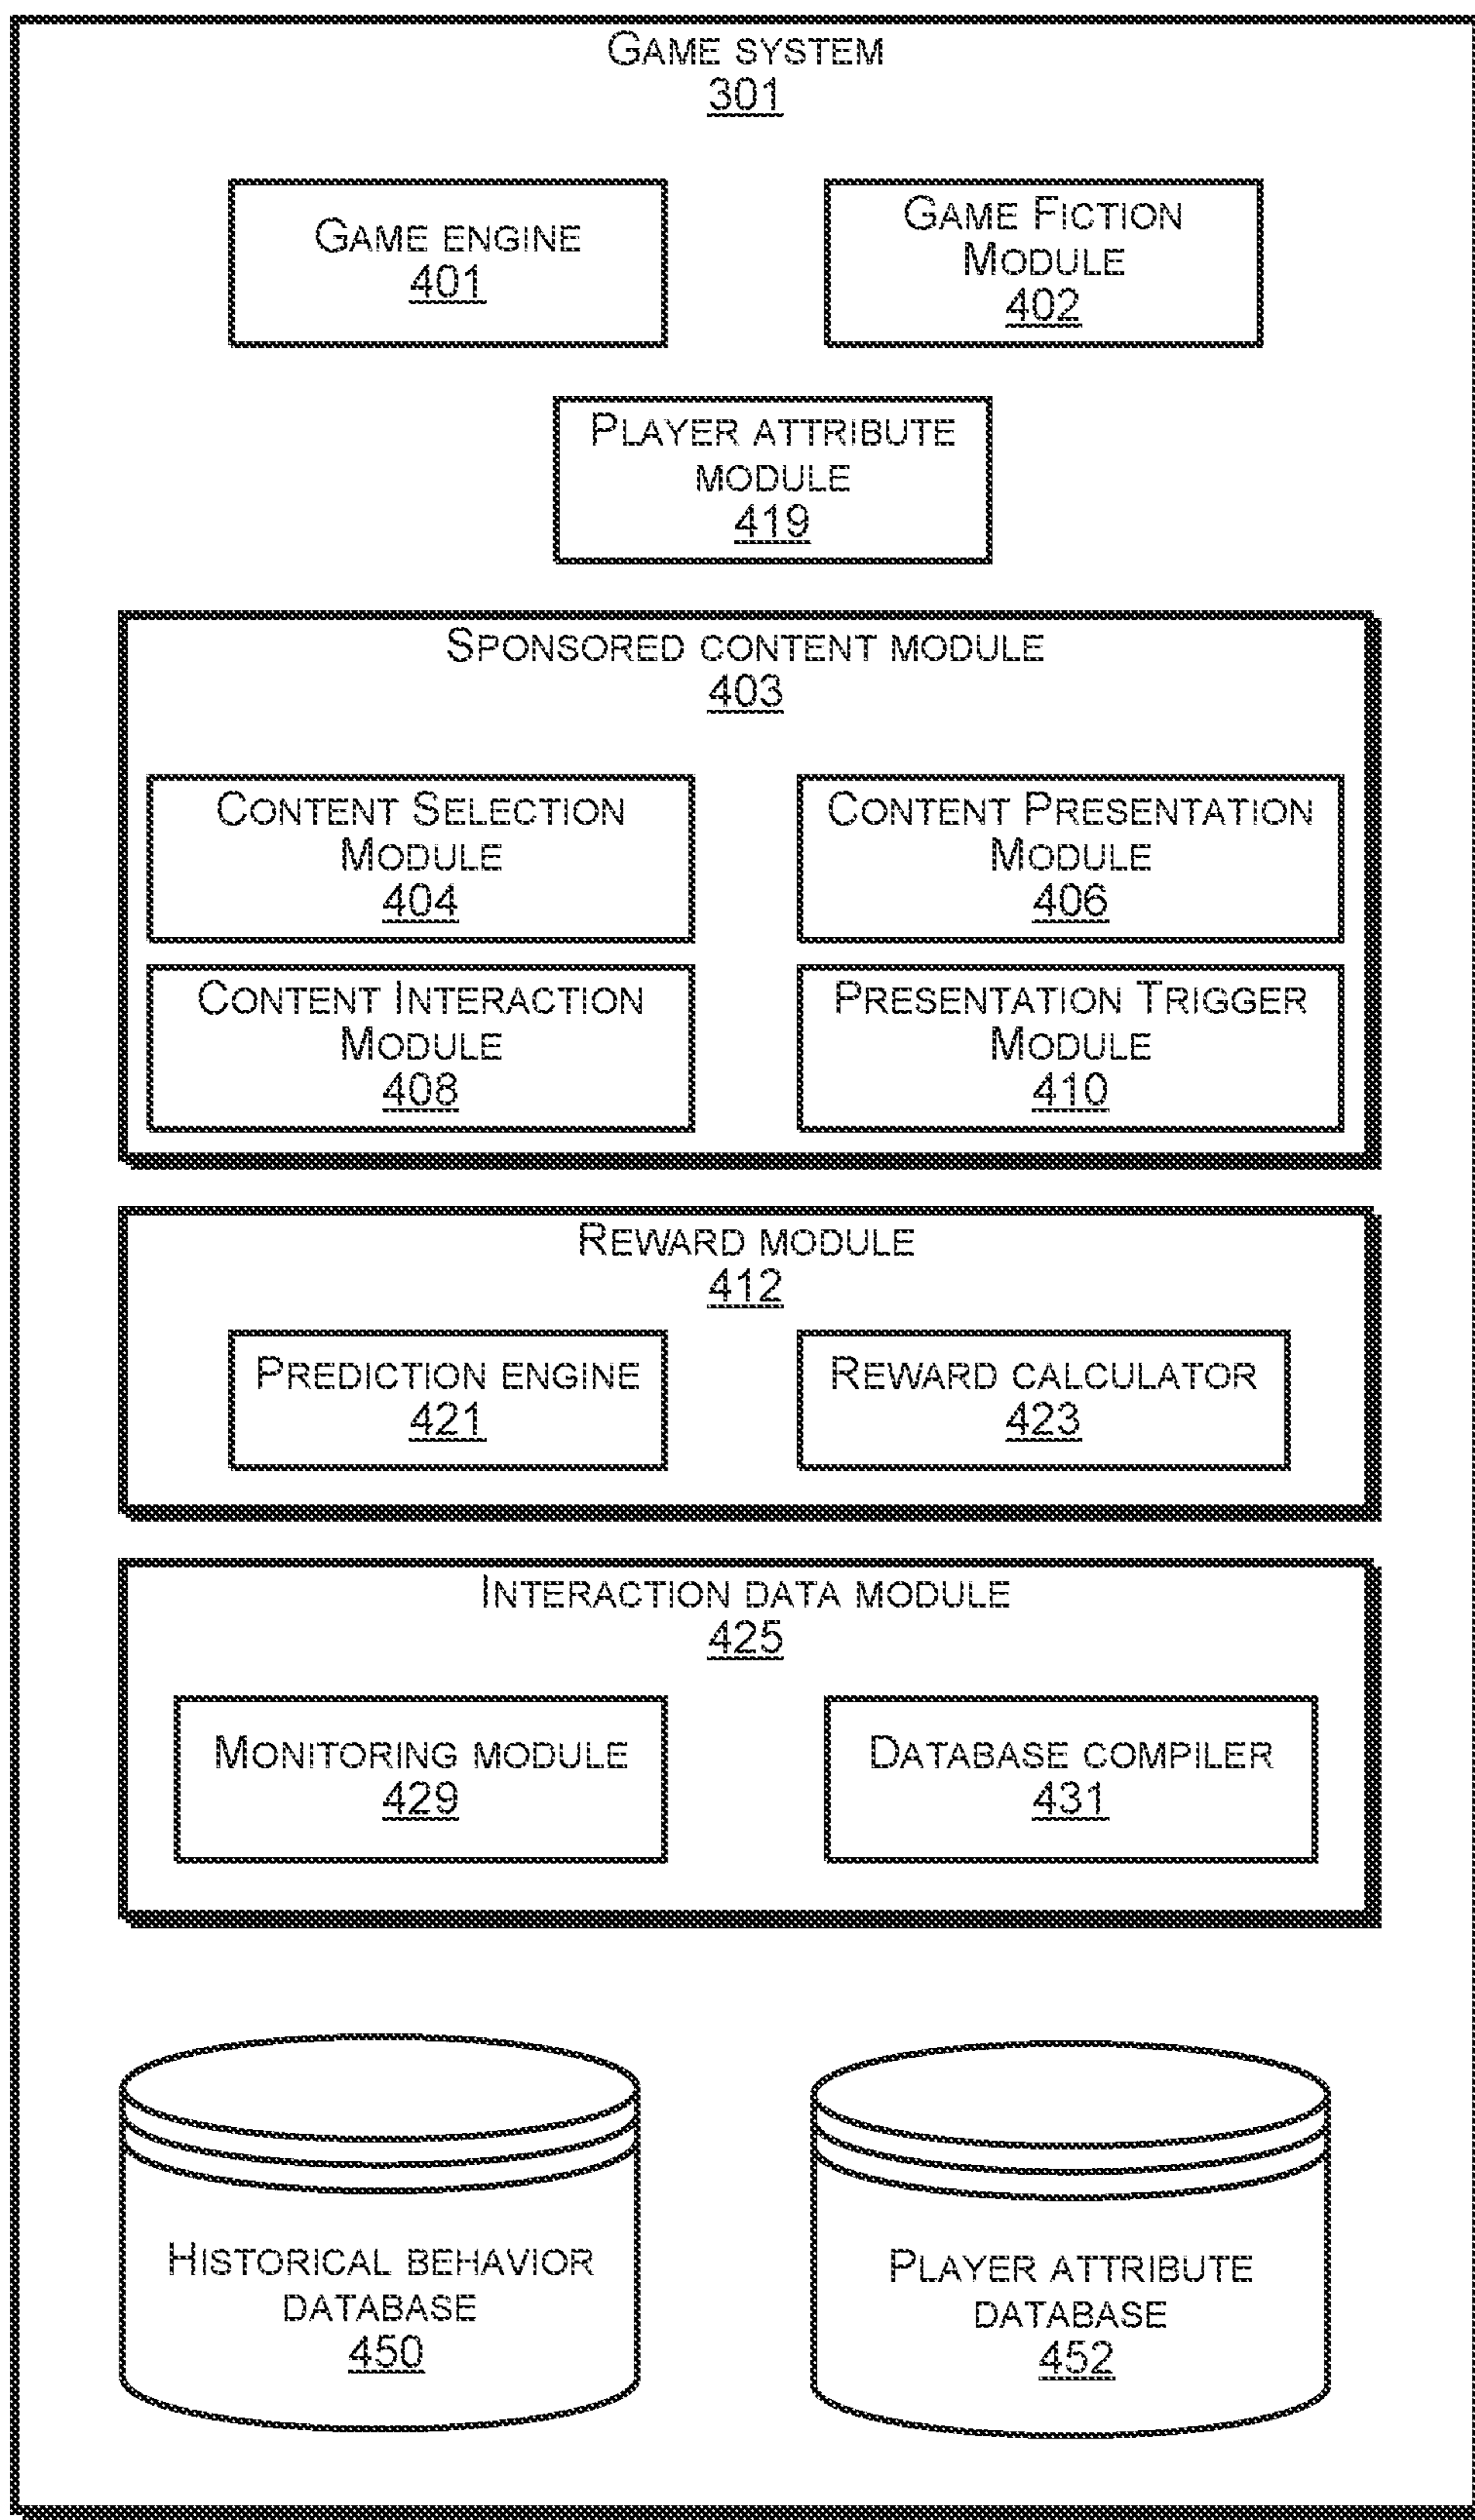 GAME SYSTEM
301
GAME ENGINE
401
GAME FICTION
MODULE
402
PLAYER ATTRIBUTE
MODULE
419
SPONSORED CONTENT MODULE
403
CONTENT SELECTION
MODULE
404
CONTENT PRESENTATION
MODULE
406
CONTENT INTERACTION
MODULE
408
PRESENTATION TRIGGER
MODULE
410
REWARD MODULE
412
PREDICTION ENGINE
421
REWARD CALCULATOR
423
INTERACTION DATA MODULE
425
MONITORING MODULE
429
DATABASE COMPILER
431
HISTORICAL BEHAVIOR
DATABASE
450
PLAYER ATTRIBUTE
DATABASE
452